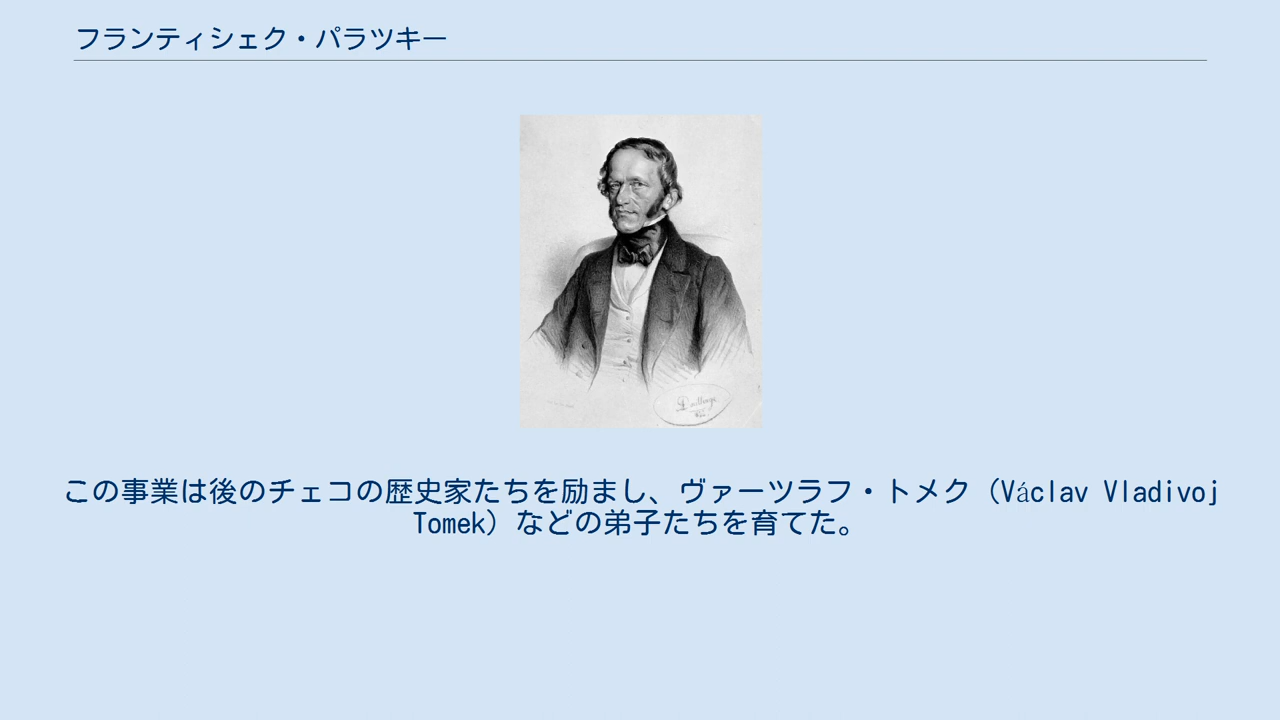 フランティシェク・パラツキー
この事業は後のチェコの歴史家たちを励まし、ヴァーツラフ・トメク（Václav Vladivoj
Tomek）などの弟子たちを育てた。